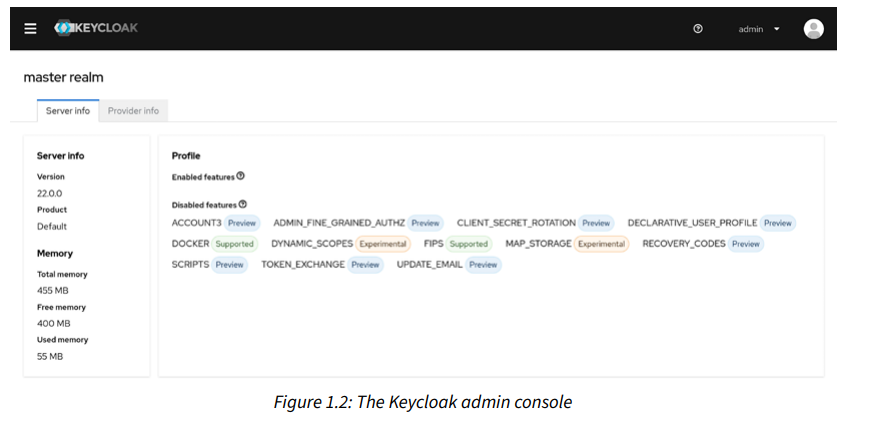 KEYCLOAK
admin
master realm
Server info
Provider info
Server info
Version
22.0.0
Product
Default
Memory
Total memory
455 MB
Free memory
400 MB
Used memory
55 MB
Profile
Enabled features
Disabled features
ACCOUNT3 Preview ADMIN_FINE_GRAINED_AUTHZ Preview CLIENT_SECRET_ROTATION Preview DECLARATIVE_USER_PROFILE Preview
DOCKER Supported DYNAMIC_SCOPES Experimental FIPS Supported MAP_STORAGE Experimental RECOVERY_CODES Preview
SCRIPTS Preview TOKEN_EXCHANGE Preview UPDATE_EMAIL Preview
Figure 1.2: The Keycloak admin console